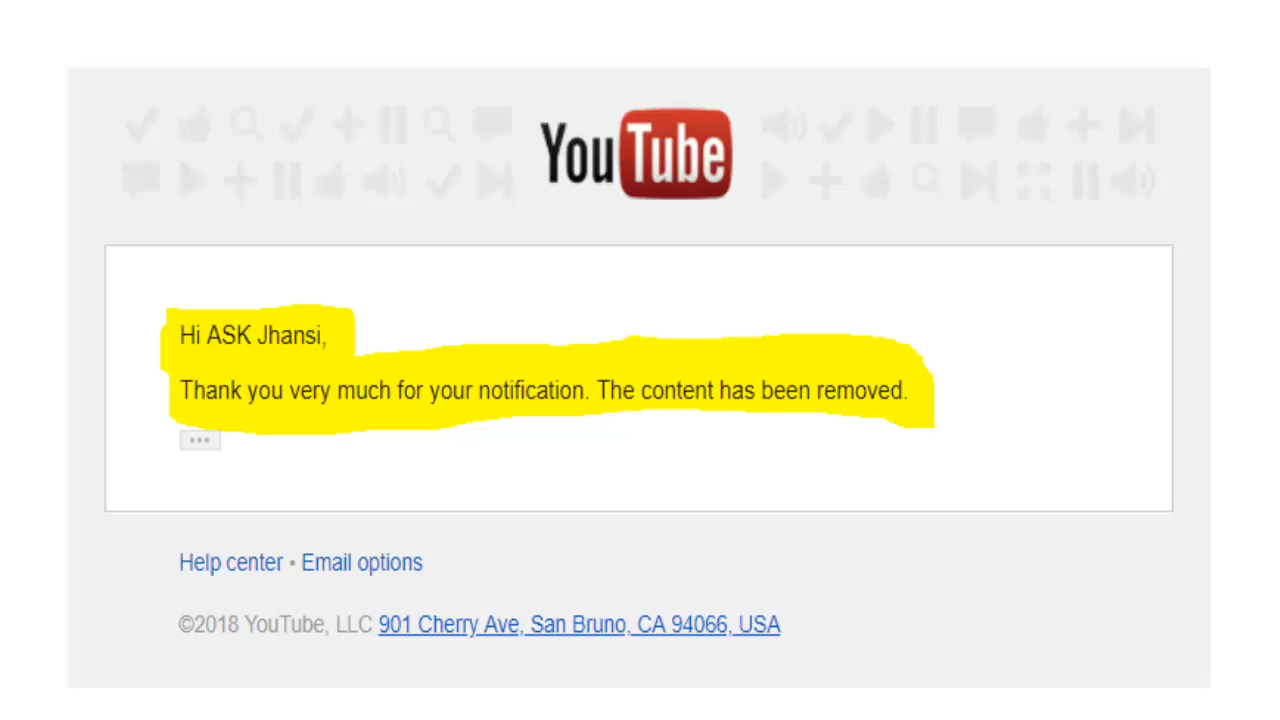 YouTube
Hi ASK Jhansi,
Thank you very much for your notification. The content has been removed.
Help center • Email options
©2018 YouTube, LLC 901 Cherry Ave, San Bruno, CA 94066, USA